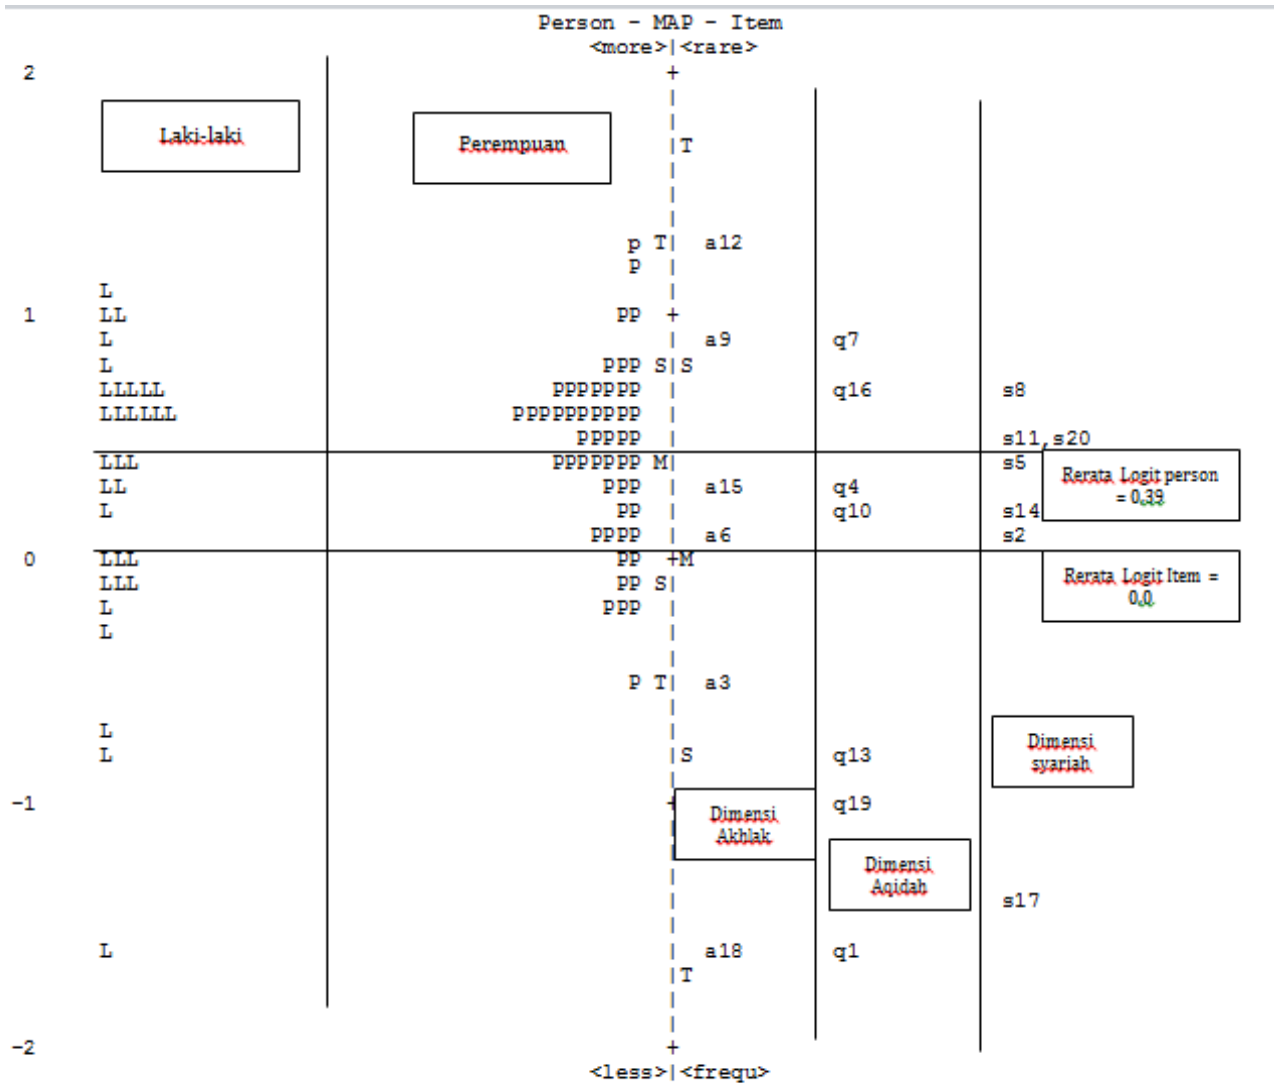 Person - MAP - Item
<more>|<rare>
2 +
|
Laki-laki Perempuan |
|T
|
|
|
p T| a12
p |
L |
1 LL PP +
L | a9 q7
L PPP S|S
LLLLL PPPPPPP | q16 s8
LLLLLL PPPPPPPPPP |
PPPPP | s11,s20
LLL PPPPPPP M| s5
Rerata Logit person
= 0,39
LL PPP | a15 q4
L PP | q10 s14
PPPP | a6 s2
0 LLL PP +M
LLL PP S|
Rerata Logit Item =
0,0
L PPP |
L |
|
P T| a3
|
L |
L |S q13
Dimensi
syariah
|
-1 + q19
Dimensi
Akhlak
|
|
Dimensi
Aqidah
|
| s17
|
L | a18 q1
|T
|
|
-2 +
<less>|<frequ>